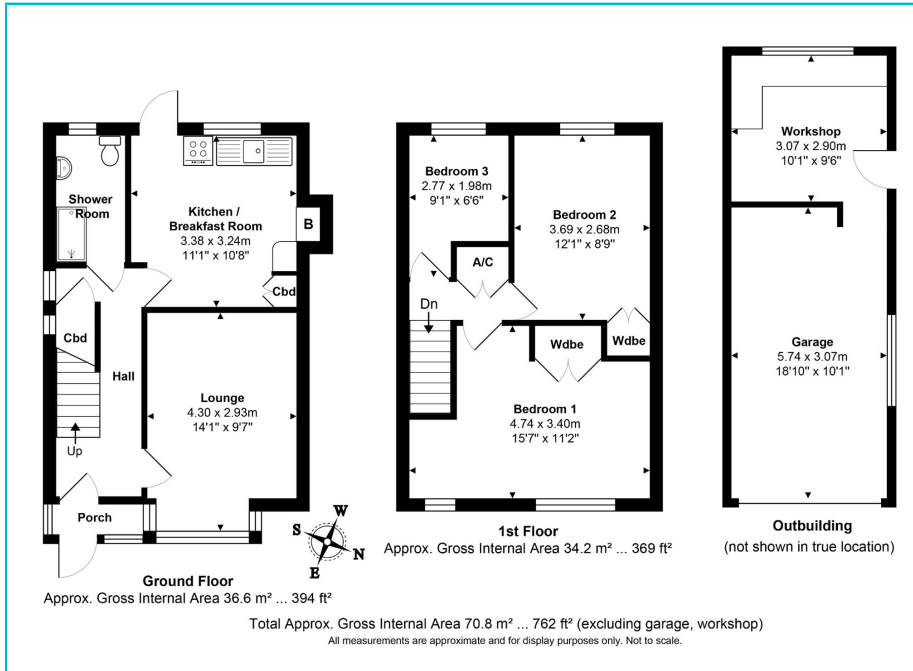 Shower
Room
Kitchen /
Breakfast Room
3.38 x 3.24m
11'1" x 10'8"
B
Cbd
Cbd
Hall
Lounge
4.30 x 2.93m
14'1" x 9'7"
Up
Porch
S
W
E
N
Ground Floor
Approx. Gross Internal Area 36.6 m² ... 394 ft²
Bedroom 3
2.77 x 1.98m
9'1" x 6'6"
Bedroom 2
3.69 x 2.68m
12'1" x 8'9"
A/C
Dn
Wdbe
Wdbe
Bedroom 1
4.74 x 3.40m
15'7" x 11'2"
1st Floor
Approx. Gross Internal Area 34.2 m² ... 369 ft²
Workshop
3.07 x 2.90m
10'1" x 9'6"
Garage
5.74 x 3.07m
18'10" x 10'1"
Outbuilding
(not shown in true location)
Total Approx. Gross Internal Area 70.8 m² ... 762 ft² (excluding garage, workshop)
All measurements are approximate and for display purposes only. Not to scale.